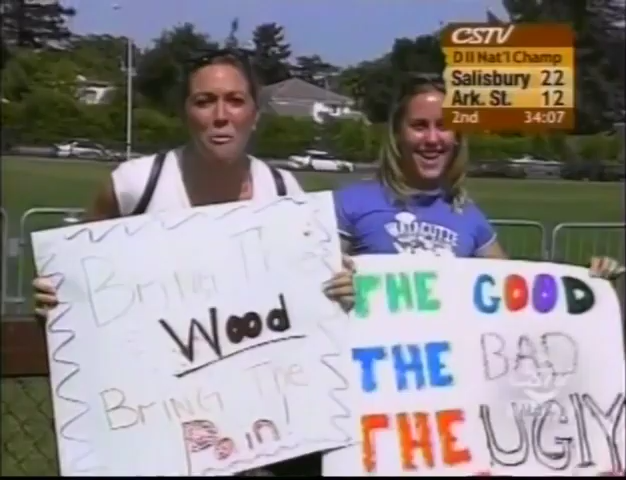 CSTV
D II Nat'l Champ
Salisbury 22
Ark. St. 12
2nd 34:07
Bring The
Wood
Bring The
Pain!
THE GOOD
THE BAD
THE UGLY
CSTV